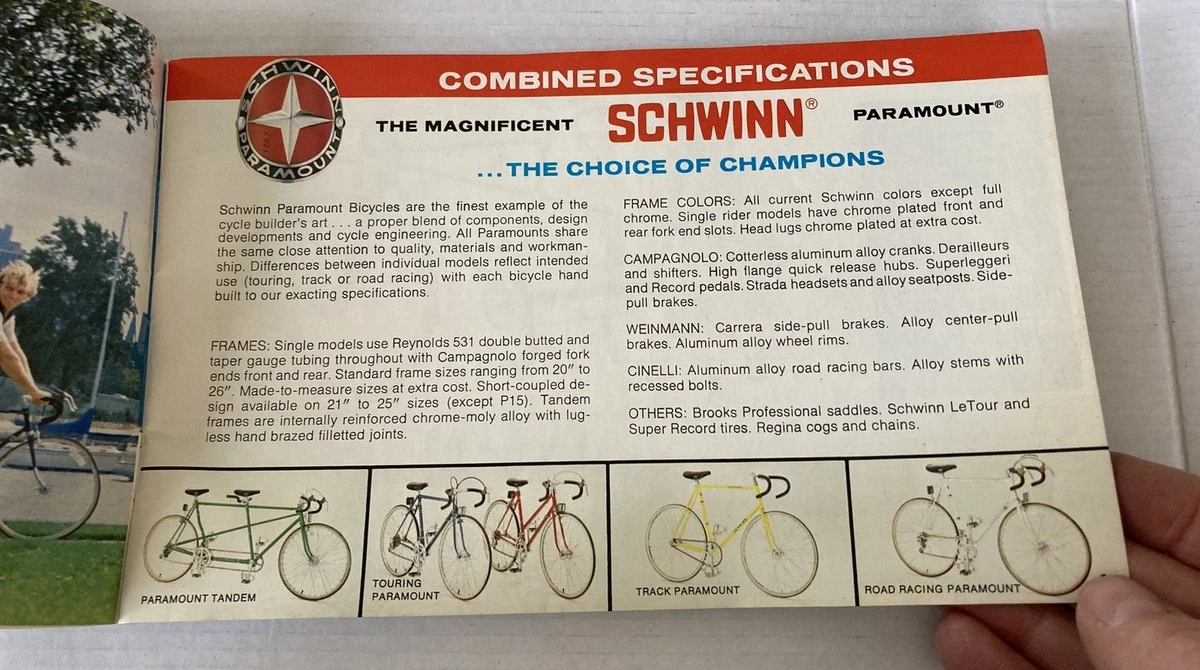 COMBINED SPECIFICATIONS
SCHWINN
PARAMOUNT
THE MAGNIFICENT SCHWINN® PARAMOUNT®
...THE CHOICE OF CHAMPIONS
Schwinn Paramount Bicycles are the finest example of the
cycle builder's art . . . a proper blend of components, design
developments and cycle engineering. All Paramounts share
the same close attention to quality, materials and workman-
ship. Differences between individual models reflect intended
use (touring, track or road racing) with each bicycle hand
built to our exacting specifications.
FRAMES: Single models use Reynolds 531 double butted and
taper gauge tubing throughout with Campagnolo forged fork
ends front and rear. Standard frame sizes ranging from 20″ to
26″. Made-to-measure sizes at extra cost. Short-coupled de-
sign available on 21″ to 25″ sizes (except P15). Tandem
frames are internally reinforced chrome-moly alloy with lug-
less hand brazed filletted joints.
FRAME COLORS: All current Schwinn colors except full
chrome. Single rider models have chrome plated front and
rear fork end slots. Head lugs chrome plated at extra cost.
CAMPAGNOLO: Cotterless aluminum alloy cranks. Derailleurs
and shifters. High flange quick release hubs. Superleggeri
and Record pedals. Strada headsets and alloy seatposts. Side-
pull brakes.
WEINMANN: Carrera side-pull brakes. Alloy center-pull
brakes. Aluminum alloy wheel rims.
CINELLI: Aluminum alloy road racing bars. Alloy stems with
recessed bolts.
OTHERS: Brooks Professional saddles. Schwinn LeTour and
Super Record tires. Regina cogs and chains.
PARAMOUNT TANDEM
TOURING
PARAMOUNT
TRACK PARAMOUNT
ROAD RACING PARAMOUNT